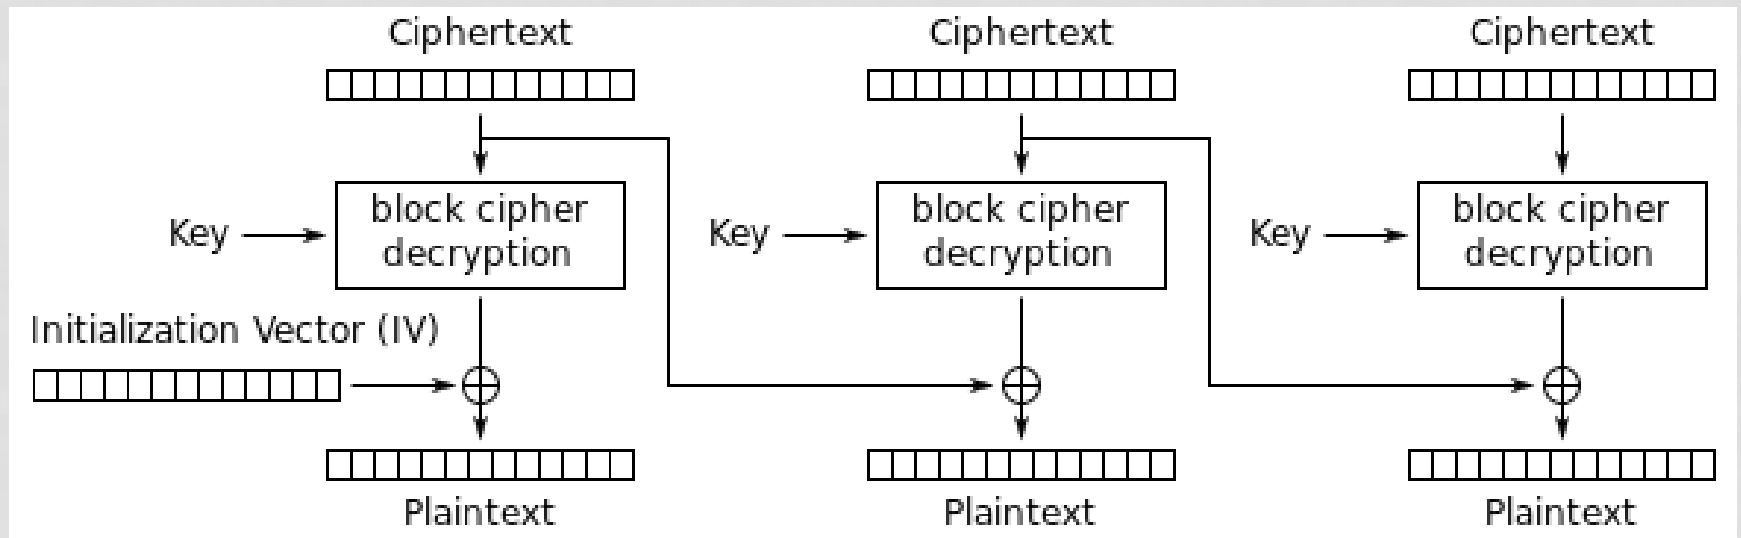 Ciphertext Ciphertext Ciphertext
Key block cipher decryption Key block cipher decryption Key block cipher decryption
Initialization Vector (IV)
Plaintext Plaintext Plaintext